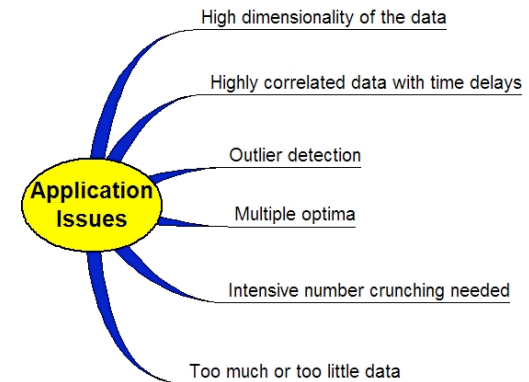 High dimensionality of the data
Highly correlated data with time delays
Outlier detection
Application
Issues
Multiple optima
Intensive number crunching needed
Too much or too little data